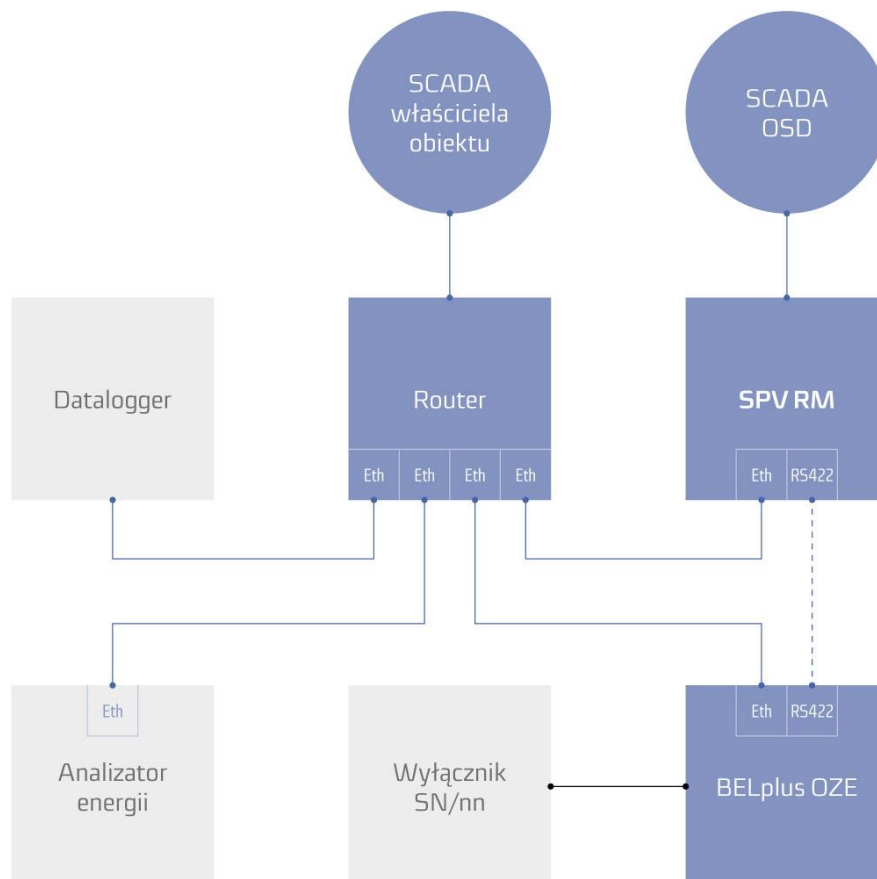 SCADA
właściciela
obiektu
SCADA
OSD
Datalogger
Router
SPV RM
Eth
Eth
Eth
Eth
Eth
RS422
Eth
Analizator
energii
Wyłącznik
SN/nn
Eth
RS422
BELplus OZE